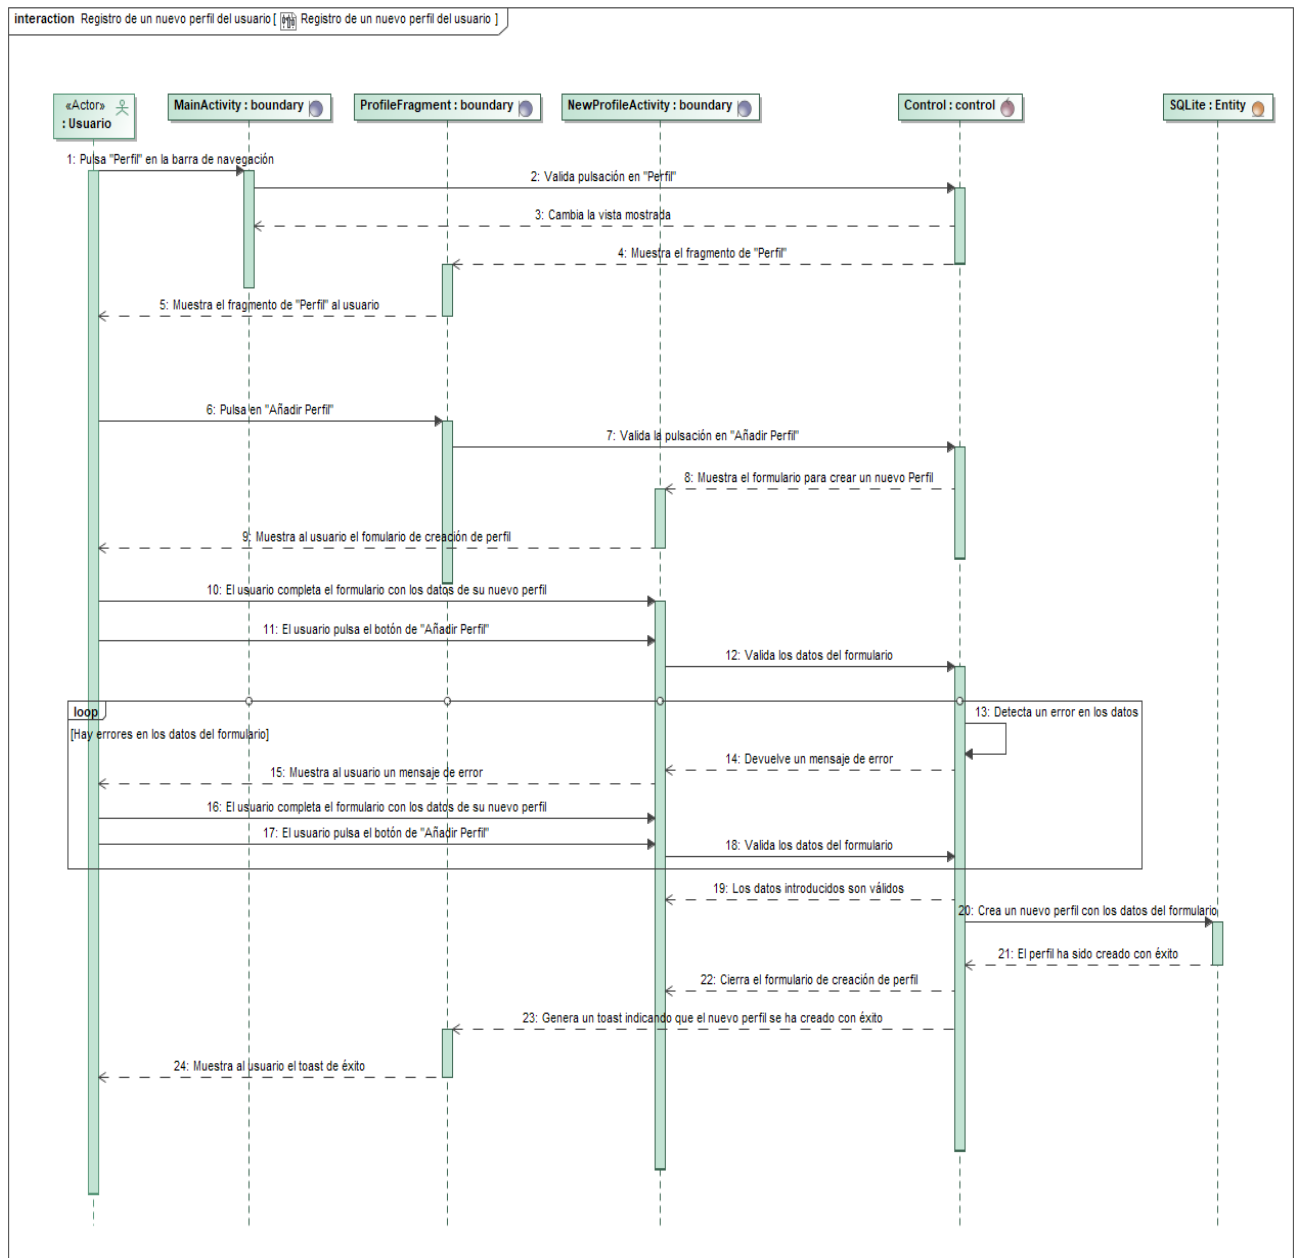 interaction Registro de un nuevo perfil del usuario [ Registro de un nuevo perfil del usuario ]
«Actor»
: Usuario
MainActivity : boundary
ProfileFragment : boundary
NewProfileActivity : boundary
Control : control
SQLite : Entity
1: Pulsa "Perfil" en la barra de navegación
2: Valida pulsación en "Perfil"
3: Cambia la vista mostrada
4: Muestra el fragmento de "Perfil"
5: Muestra el fragmento de "Perfil" al usuario
6: Pulsa en "Añadir Perfil"
7: Valida la pulsación en "Añadir Perfil"
8: Muestra el formulario para crear un nuevo Perfil
9: Muestra al usuario el fomulario de creación de perfil
10: El usuario completa el formulario con los datos de su nuevo perfil
11: El usuario pulsa el botón de "Añadir Perfil"
12: Valida los datos del formulario
loop
13: Detecta un error en los datos
[Hay errores en los datos del formulario]
14: Devuelve un mensaje de error
15: Muestra al usuario un mensaje de error
16: El usuario completa el formulario con los datos de su nuevo perfil
17: El usuario pulsa el botón de "Añadir Perfil"
18: Valida los datos del formulario
19: Los datos introducidos son válidos
20: Crea un nuevo perfil con los datos del formulario
21: El perfil ha sido creado con éxito
22: Cierra el formulario de creación de perfil
23: Genera un toast indicando que el nuevo perfil se ha creado con éxito
24: Muestra al usuario el toast de éxito